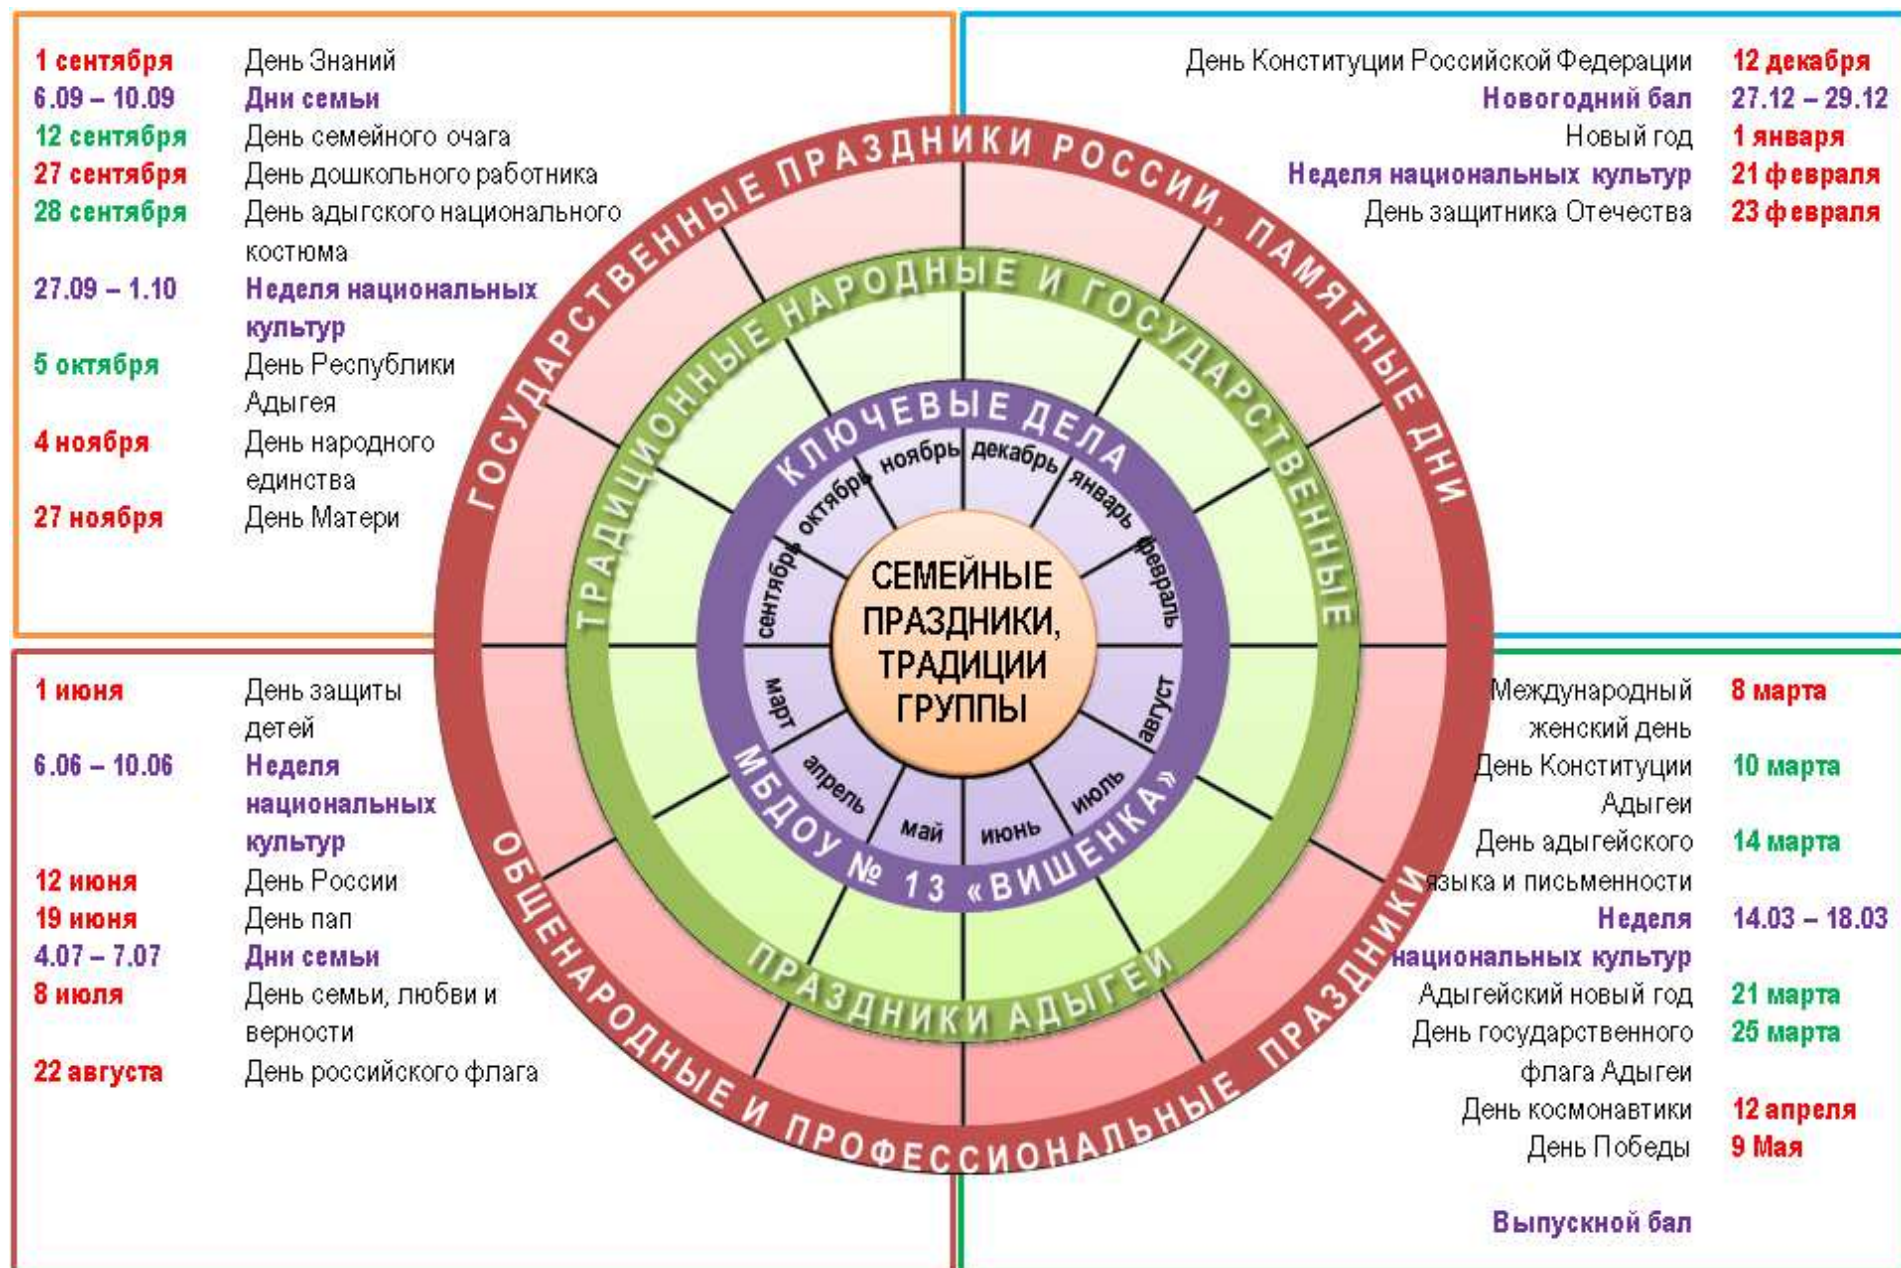 1 сентября День Знаний
6.09 – 10.09 Дни семьи
12 сентября День семейного очага
27 сентября День дошкольного работника
28 сентября День адыгского национального
костюма
27.09 – 1.10 Неделя национальных
культур
5 октября День Республики
Адыгея
4 ноября День народного
единства
27 ноября День Матери
День Конституции Российской Федерации 12 декабря
Новогодний бал 27.12 – 29.12
Новый год 1 января
Неделя национальных культур 21 февраля
День защитника Отечества 23 февраля
ГОСУДАРСТВЕННЫЕ ПРАЗДНИКИ РОССИИ, ПАМЯТНЫЕ ДНИ
ОБЩЕНАРОДНЫЕ И ПРОФЕССИОНАЛЬНЫЕ ПРАЗДНИКИ
ТРАДИЦИОННЫЕ НАРОДНЫЕ И ГОСУДАРСТВЕННЫЕ
ПРАЗДНИКИ АДЫГЕИ
КЛЮЧЕВЫЕ ДЕЛА
МБДОУ № 13 «ВИШЕНКА»
сентябрь
октябрь
ноябрь
декабрь
январь
февраль
март
апрель
май
июнь
июль
август
СЕМЕЙНЫЕ
ПРАЗДНИКИ,
ТРАДИЦИИ
ГРУППЫ
1 июня День защиты
детей
6.06 – 10.06 Неделя
национальных
культур
12 июня День России
19 июня День пап
4.07 – 7.07 Дни семьи
8 июля День семьи, любви и
верности
22 августа День российского флага
Международный 8 марта
женский день
День Конституции 10 марта
Адыгеи
День адыгейского 14 марта
языка и письменности
Неделя 14.03 – 18.03
национальных культур
Адыгейский новый год 21 марта
День государственного 25 марта
флага Адыгеи
День космонавтики 12 апреля
День Победы 9 Мая
Выпускной бал